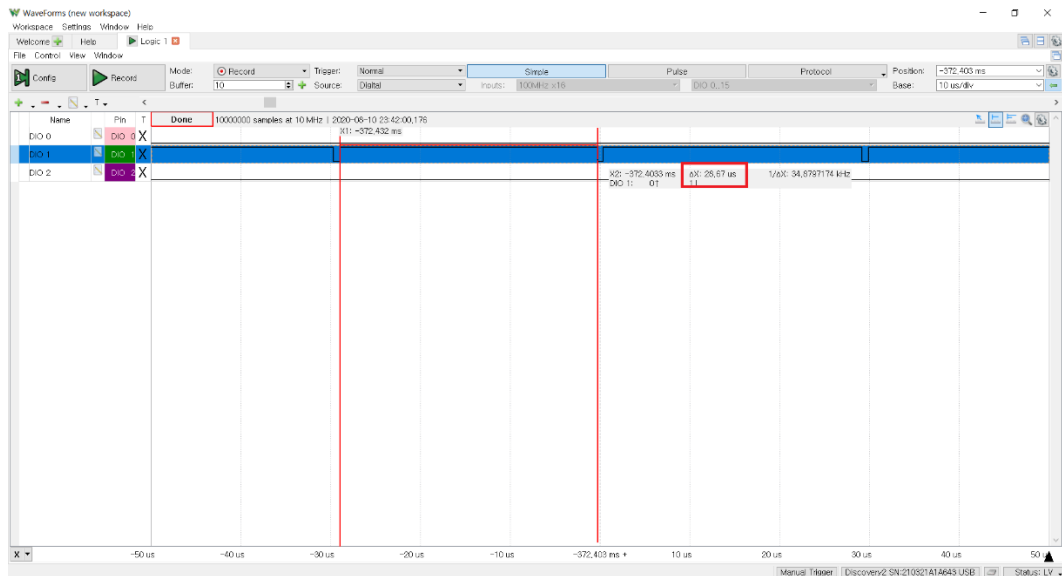 WaveForms (new workspace)
Workspace Settings Window Help
Welcome Help Logic 1
File Control View Window
Config Record Mode: Record Trigger: Normal Simple Pulse Protocol Position: -372,403 ms
Buffer: 10 Source: Digital Inputs: 100MHz x16 DIO 0..15 Base: 10 us/div
Name Pin T Done 10000000 samples at 10 MHz | 2020-08-10 23:42:00,176
X1: -372,432 ms
DIO 0 DIO 0 X
DIO 1 DIO 1 X
DIO 2 DIO 2 X
X2: -372,4033 ms ΔX: 28,67 us 1/ΔX: 34,8797174 kHz
DIO 1: 0↑ 1↓
X -50 us -40 us -30 us -20 us -10 us -372,403 ms + 10 us 20 us 30 us 40 us 50 u
Manual Trigger Discovery2 SN:210321A1A643 USB Status: LV